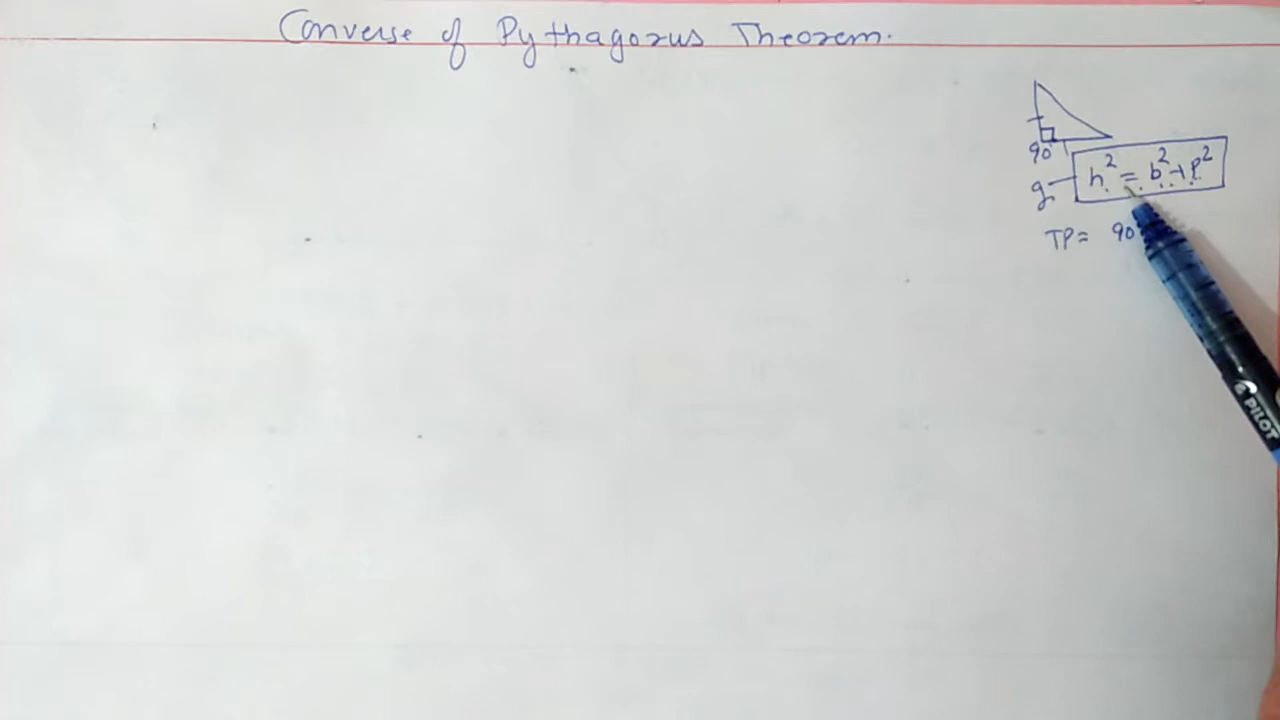 Converse of Pythagorus Theorem.
90
g h² = b² + p²
TP = 90
PILOT